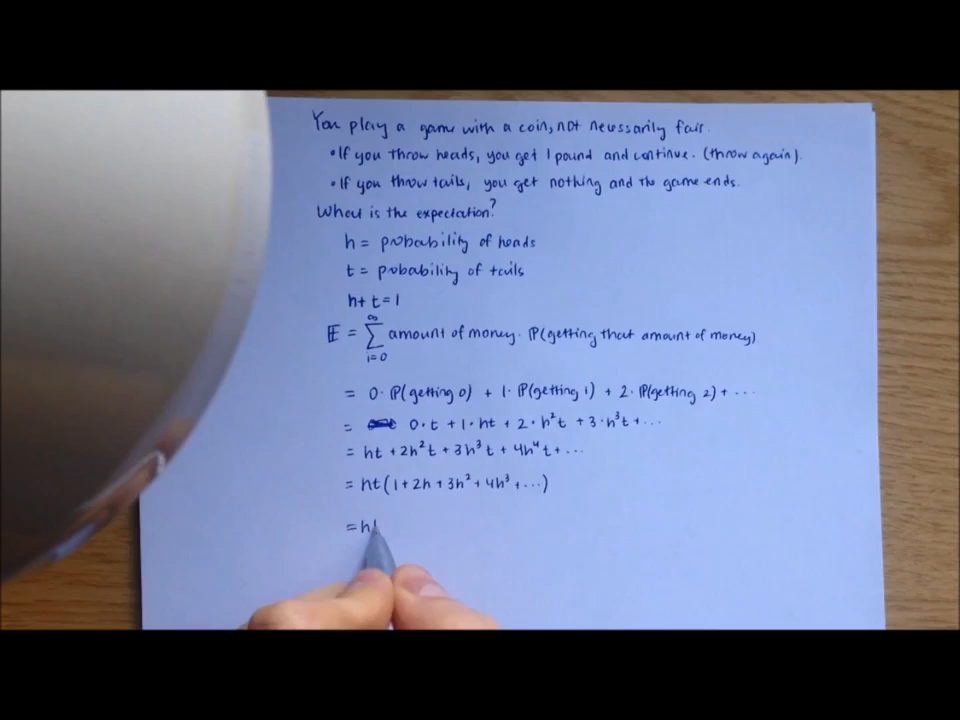 You play a game with a coin, not necessarily fair.
• If you throw heads, you get 1 pound and continue. (throw again).
• If you throw tails, you get nothing and the game ends.
What is the expectation?
h = probability of heads
t = probability of tails
h + t = 1
𝔼 = ∑_{i=0}^{∞} amount of money · ℙ(getting that amount of money)
= 0 · ℙ(getting 0) + 1 · ℙ(getting 1) + 2 · ℙ(getting 2) + ...
= 0 · t + 1 · ht + 2 · h²t + 3 · h³t + ...
= ht + 2h²t + 3h³t + 4h⁴t + ...
= ht (1 + 2h + 3h² + 4h³ + ...)
= h